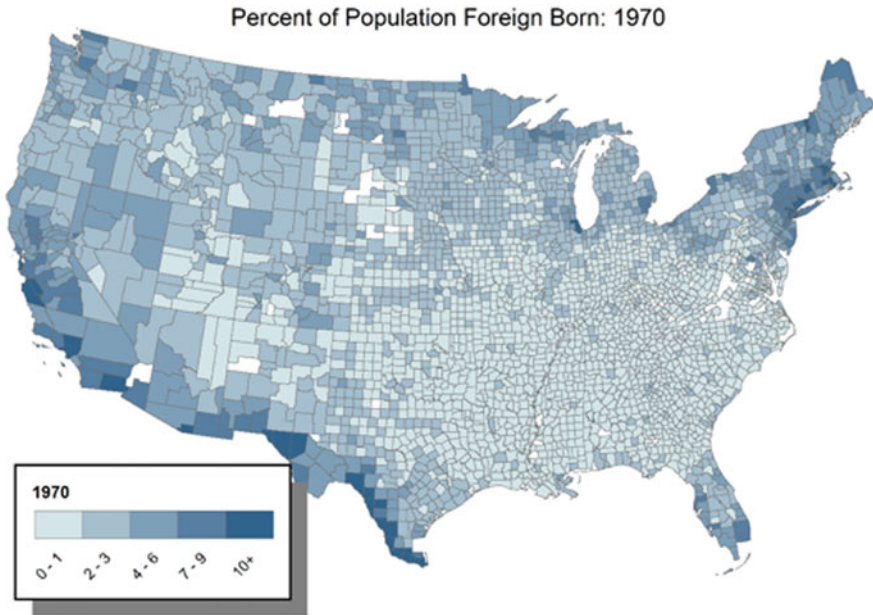 Percent of Population Foreign Born: 1970
1970
0 - 1
2 - 3
4 - 6
7 - 9
10+